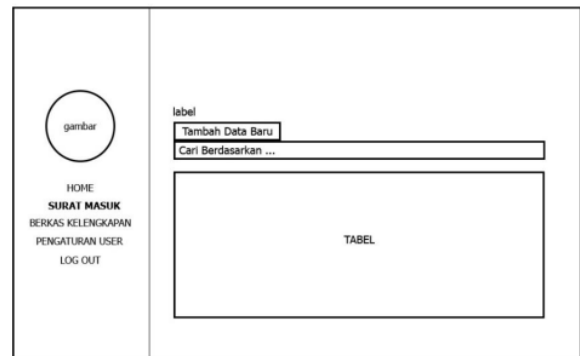 gambar
HOME
SURAT MASUK
BERKAS KELENGKAPAN
PENGATURAN USER
LOG OUT
label
Tambah Data Baru
Cari Berdasarkan ...
TABEL